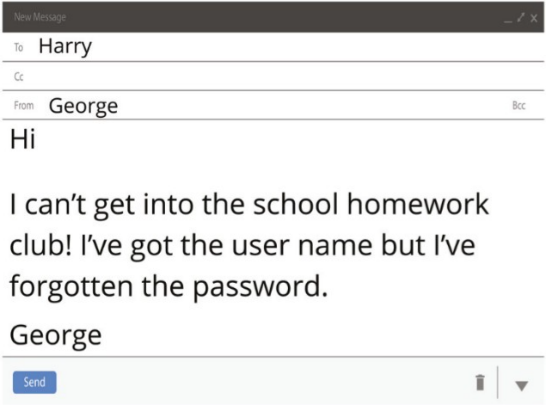 New Message
To Harry
Cc
From George Bcc
Hi
I can't get into the school homework
club! I've got the user name but I've
forgotten the password.
George
Send